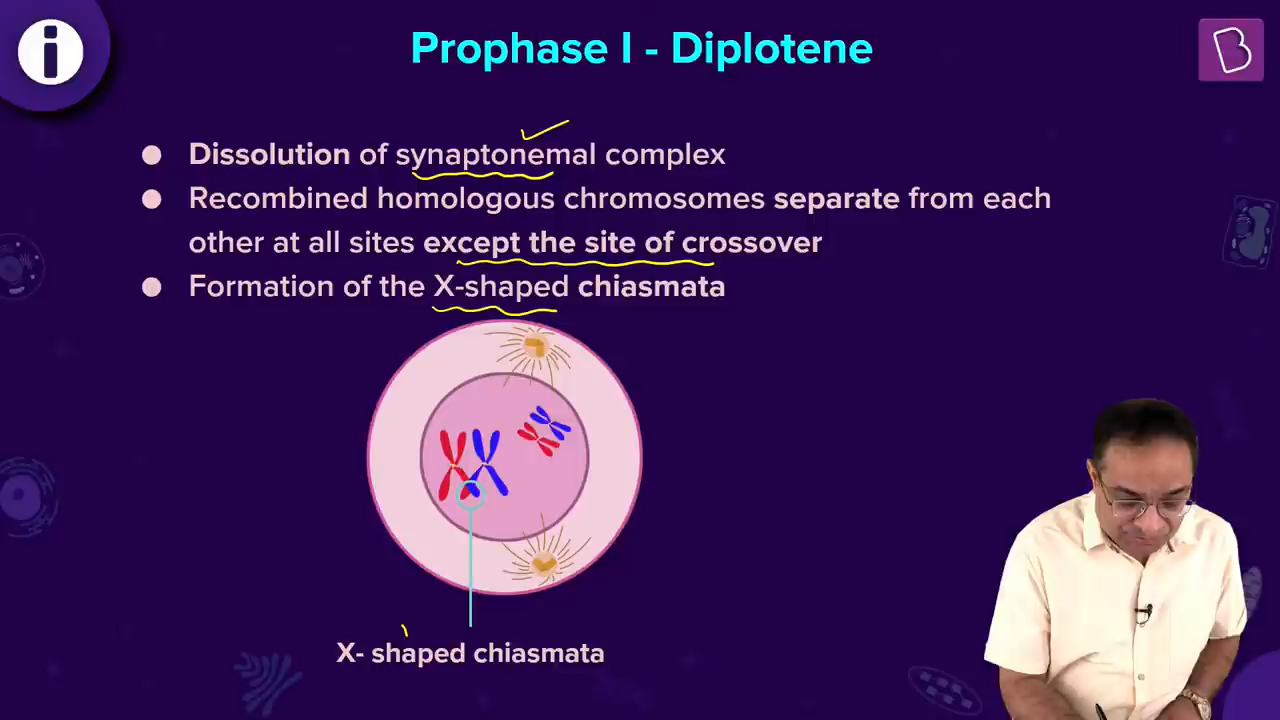 Prophase I - Diplotene
● Dissolution of synaptonemal complex
● Recombined homologous chromosomes separate from each
other at all sites except the site of crossover
● Formation of the X-shaped chiasmata
X- shaped chiasmata